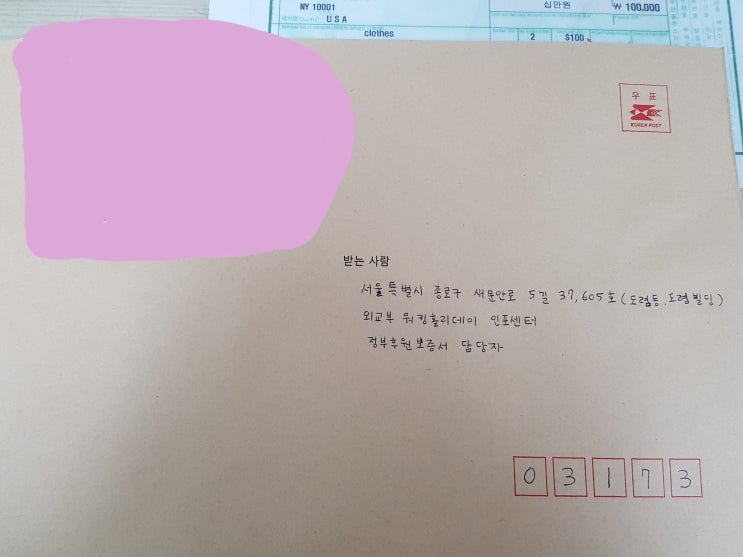 NY 10001
U S A
clothes
2
$100
십만원
₩ 100,000
우 표
KOREA POST
받는 사람
서울특별시 종로구 새문안로 5길 37, 605호 (도렴동, 도렴빌딩)
외교부 워킹홀리데이 인포센터
정부후원보증서 담당자
0 3 1 7 3